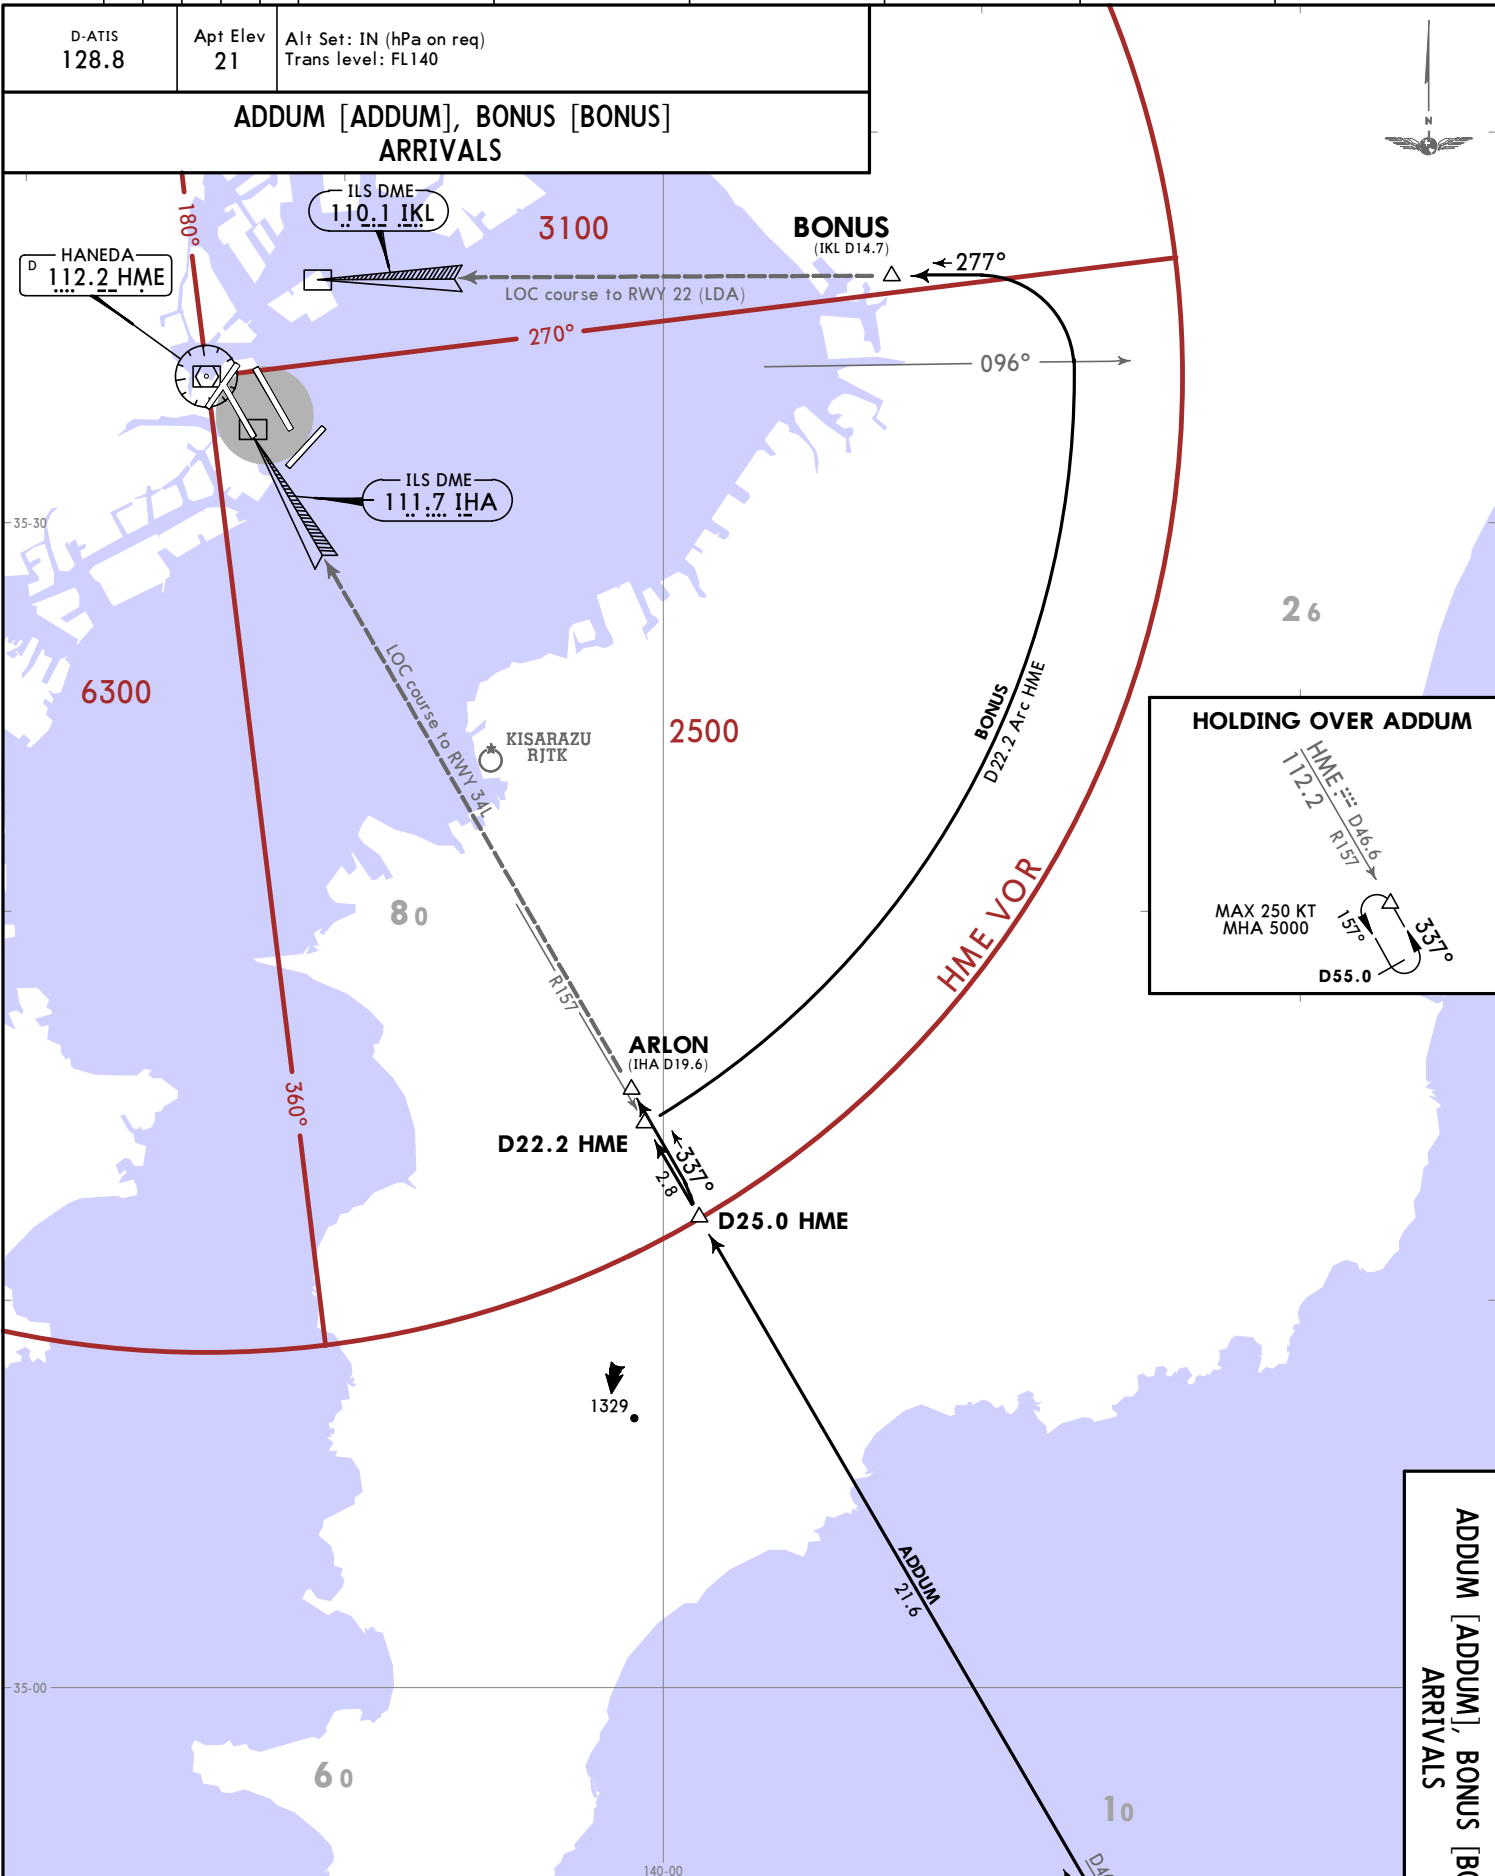 D-ATIS
128.8
Apt Elev
21
Alt Set: IN (hPa on req)
Trans level: FL140
ADDUM [ADDUM], BONUS [BONUS]
ARRIVALS
N
180°
ILS DME
110.1 IKL
3100
BONUS
(IKL D14.7)
277°
HANEDA
D
112.2 HME
LOC course to RWY 22 (LDA)
270°
096°
ILS DME
111.7 IHA
35-30
26
6300
LOC course to RWY 34L
KISARAZU
RJTK
2500
BONUS
D22.2 Arc HME
HOLDING OVER ADDUM
HME
112.2
D46.6
R157
MAX 250 KT
MHA 5000
157°
337°
D55.0
HME VOR
80
R157
ARLON
(IHA D19.6)
360°
D22.2 HME
337°
2.8
D25.0 HME
1329
ADDUM
21.6
ADDUM [ADDUM], BONUS
ARRIVALS
35-00
60
10
140-00